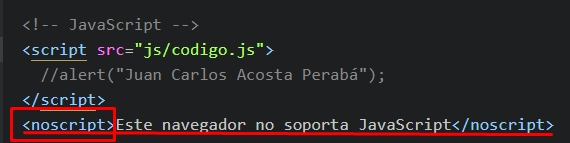 <!-- JavaScript -->
<script src="js/codigo.js">
//alert("Juan Carlos Acosta Perabá");
</script>
<noscript>Este navegador no soporta JavaScript</noscript>